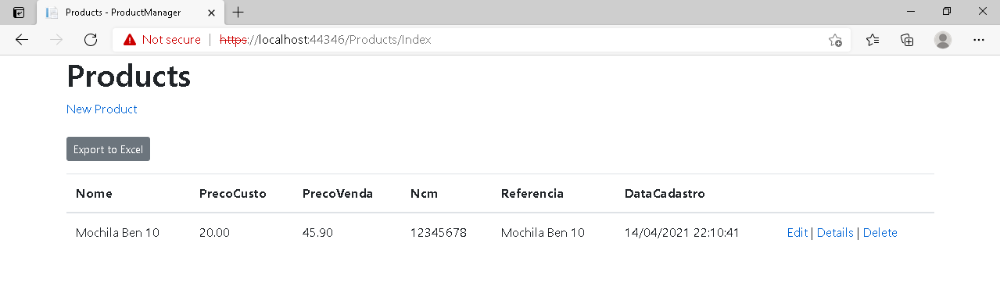 Products - ProductManager
Not secure | https://localhost:44346/Products/Index
Products
New Product
Export to Excel
Nome PrecoCusto PrecoVenda Ncm Referencia DataCadastro
Mochila Ben 10 20.00 45.90 12345678 Mochila Ben 10 14/04/2021 22:10:41 Edit | Details | Delete